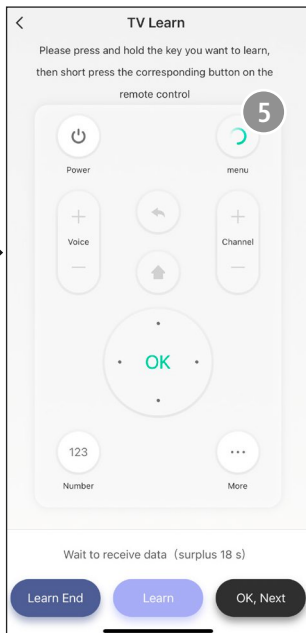 TV Learn
Please press and hold the key you want to learn,
then short press the corresponding button on the
remote control
5
Power
menu
+ +
Voice Channel
— —
OK
123 ...
Number More
Wait to receive data（surplus 18 s）
Learn End Learn OK, Next